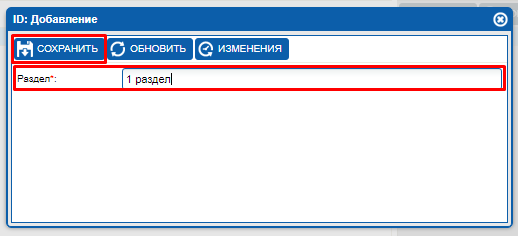 ID: Добавление
СОХРАНИТЬ ОБНОВИТЬ ИЗМЕНЕНИЯ
Раздел*: 1 раздел